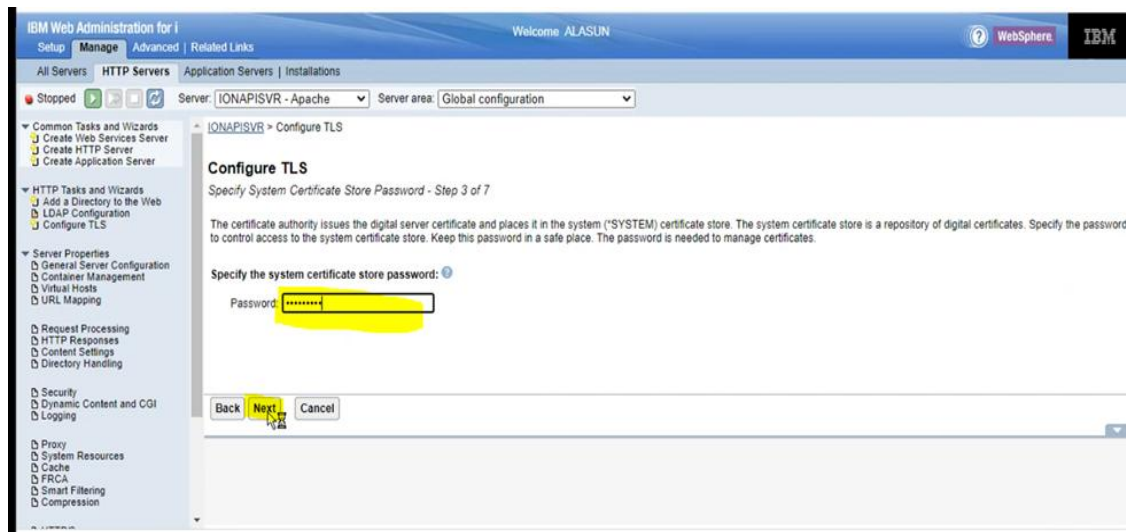 IBM Web Administration for i
Welcome ALASUN
WebSphere.
IBM
Setup Manage Advanced | Related Links
All Servers HTTP Servers Application Servers | Installations
Stopped Server: IONAPISVR - Apache Server area: Global configuration
Common Tasks and Wizards
Create Web Services Server
Create HTTP Server
Create Application Server
HTTP Tasks and Wizards
Add a Directory to the Web
LDAP Configuration
Configure TLS
Server Properties
General Server Configuration
Container Management
Virtual Hosts
URL Mapping
Request Processing
HTTP Responses
Content Settings
Directory Handling
Security
Dynamic Content and CGI
Logging
Proxy
System Resources
Cache
FRCA
Smart Filtering
Compression
IONAPISVR > Configure TLS
Configure TLS
Specify System Certificate Store Password - Step 3 of 7
The certificate authority issues the digital server certificate and places it in the system (*SYSTEM) certificate store. The system certificate store is a repository of digital certificates. Specify the password
to control access to the system certificate store. Keep this password in a safe place. The password is needed to manage certificates.
Specify the system certificate store password:
Password: •••••••••
Back Next Cancel